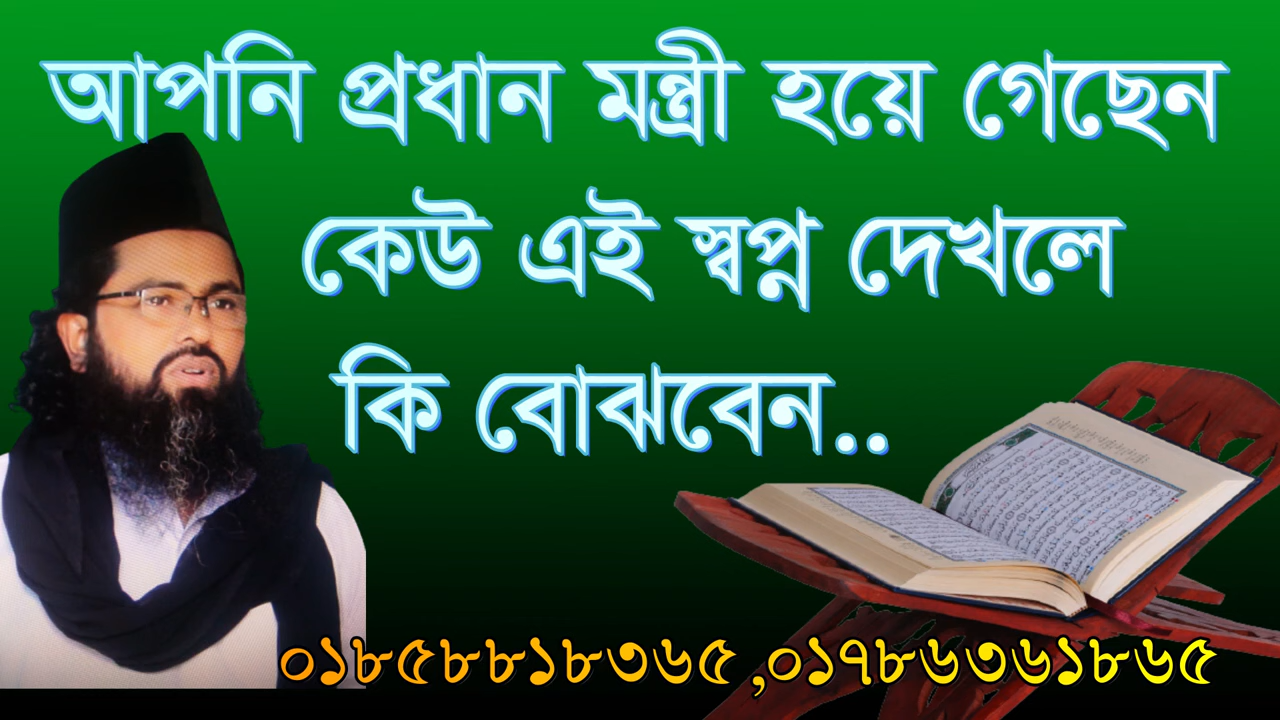 আপনি প্রধান মন্ত্রী হয়ে গেছেন
কেউ এই স্বপ্ন দেখলে
কি বোঝবেন..
০১৮৫৮৮১৮৩৬৫ ,০১৭৮৬৩৬১৮৬৫